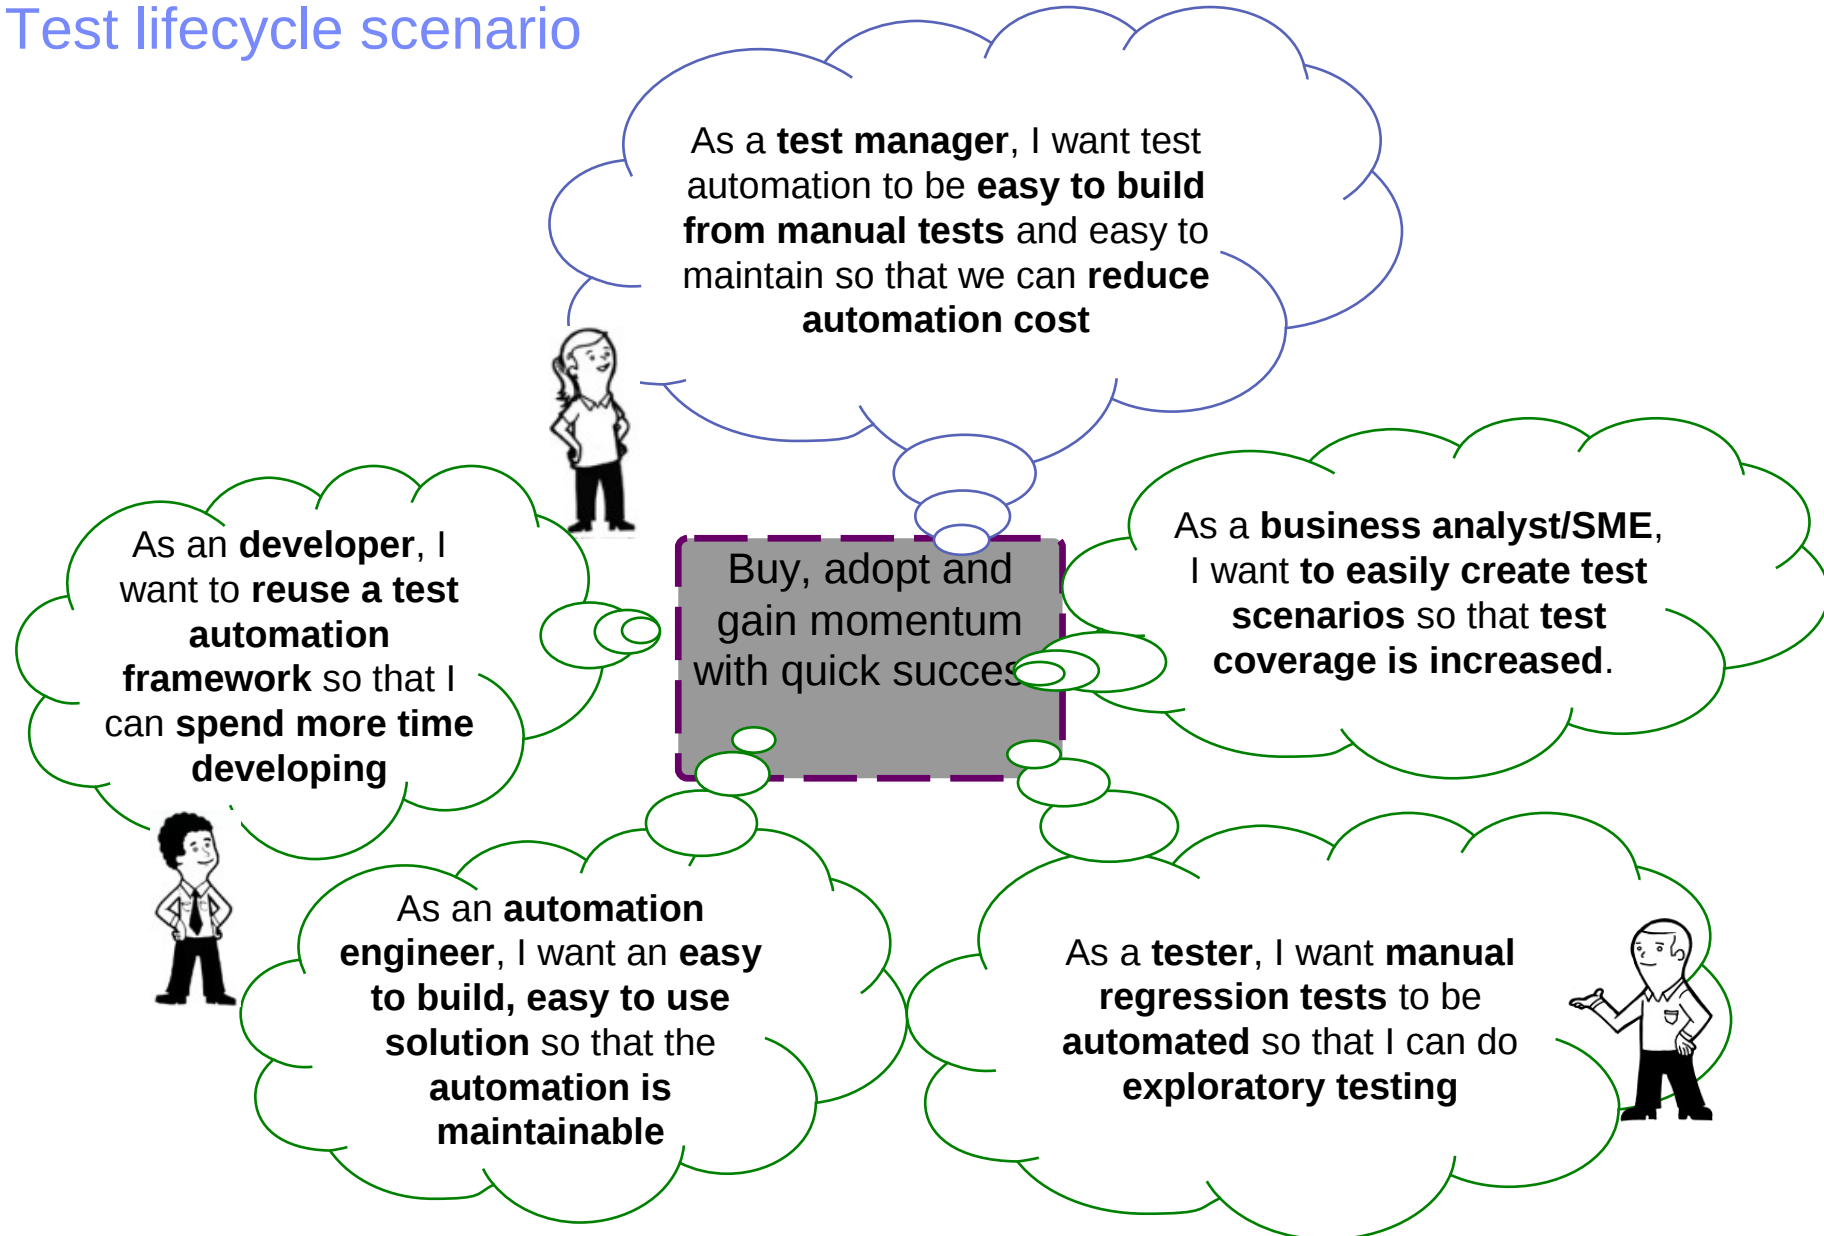 Test lifecycle scenario
As a test manager, I want test
automation to be easy to build
from manual tests and easy to
maintain so that we can reduce
automation cost
As an developer, I
want to reuse a test
automation
framework so that I
can spend more time
developing
Buy, adopt and
gain momentum
with quick succes
As a business analyst/SME,
I want to easily create test
scenarios so that test
coverage is increased.
As an automation
engineer, I want an easy
to build, easy to use
solution so that the
automation is
maintainable
As a tester, I want manual
regression tests to be
automated so that I can do
exploratory testing